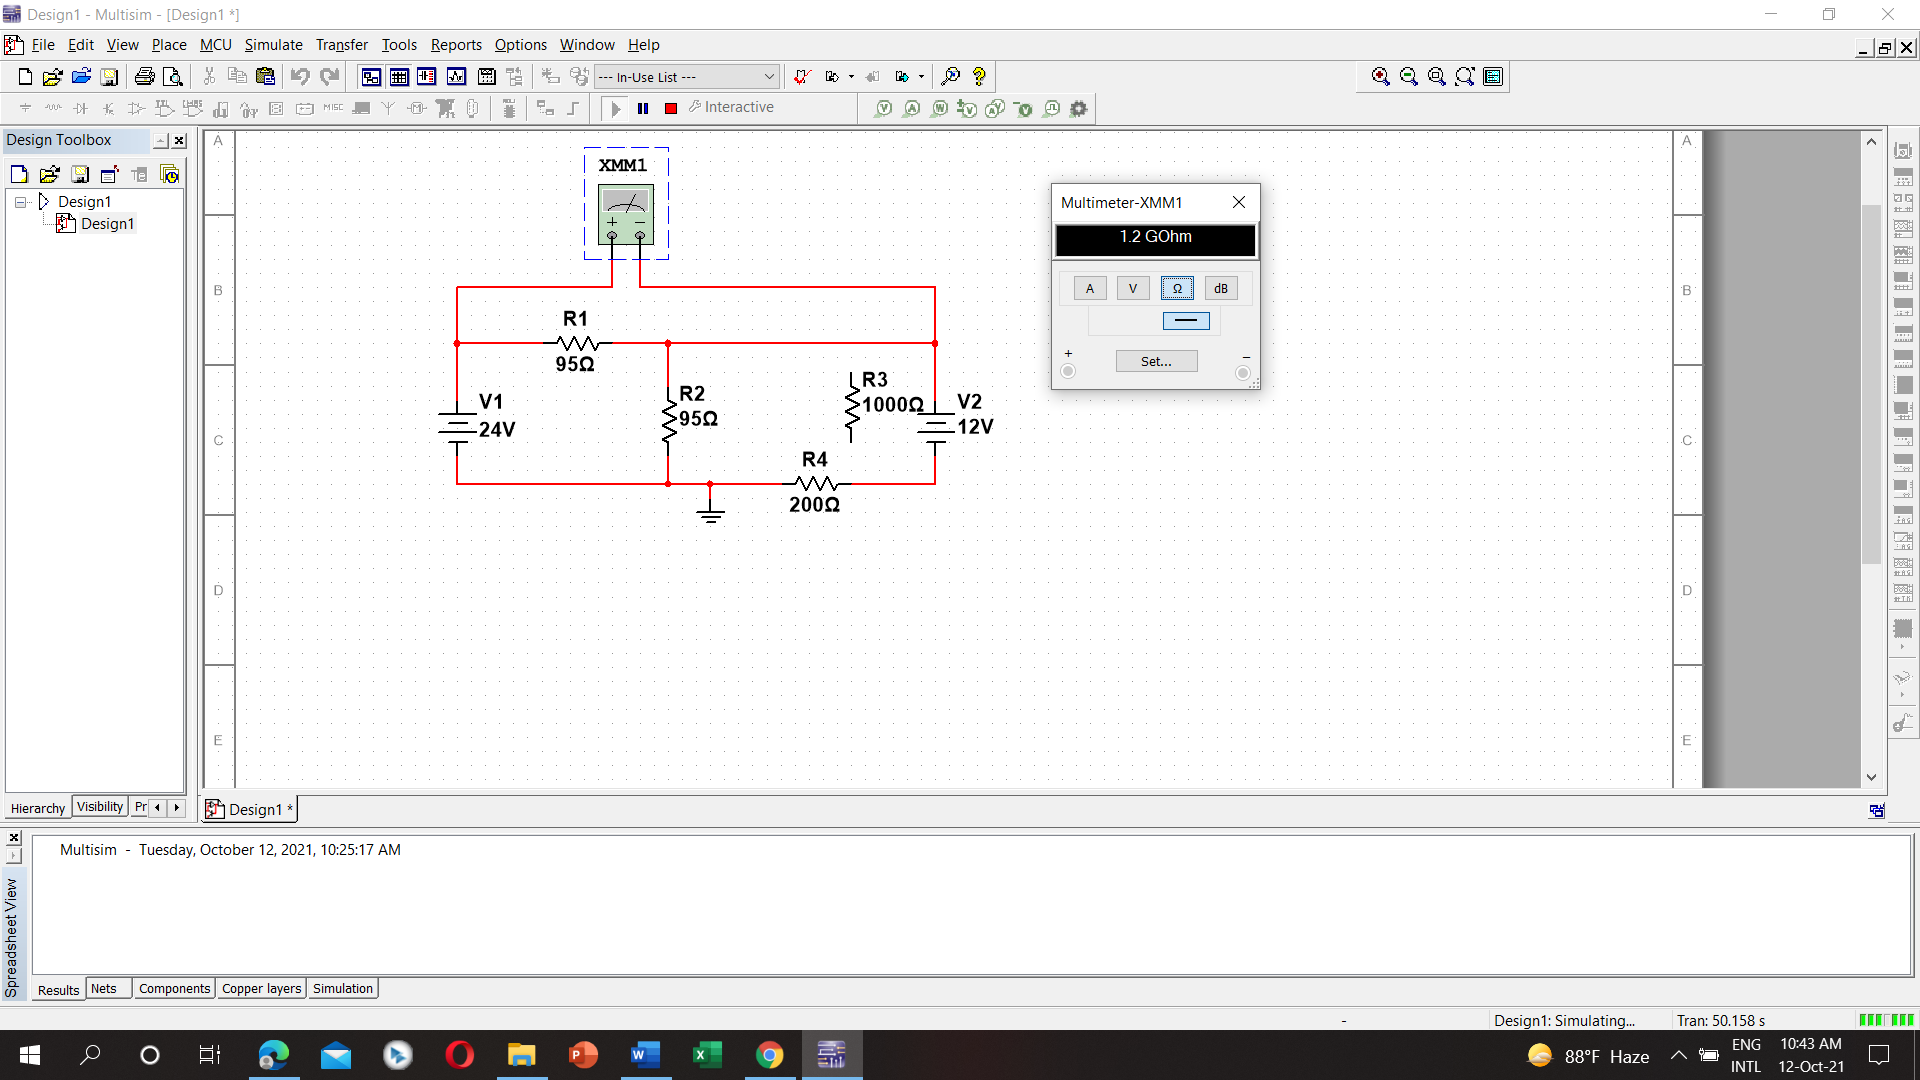 Design1 - Multisim - [Design1 *]
File Edit View Place MCU Simulate Transfer Tools Reports Options Window Help
--- In-Use List ---
MISC Interactive
Design Toolbox
Design1
Design1
Hierarchy Visibility Pr
A A
B B
C C
D D
E E
XMM1
R1
95Ω
V1
24V
R2
95Ω
R3
1000Ω
V2
12V
R4
200Ω
Multimeter-XMM1
1.2 GOhm
A V Ω dB
+ −
Set...
Design1 *
Multisim - Tuesday, October 12, 2021, 10:25:17 AM
Spreadsheet View
Results Nets Components Copper layers Simulation
- Design1: Simulating... Tran: 50.158 s
88°F Haze
ENG
INTL
10:43 AM
12-Oct-21